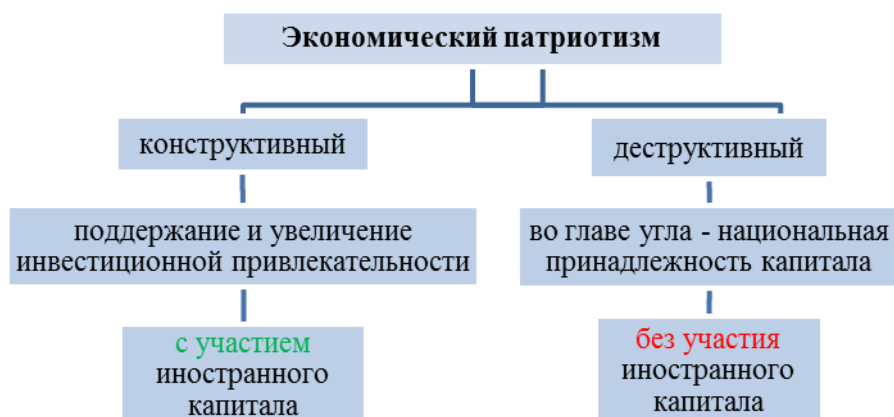 Экономический патриотизм
конструктивный
деструктивный
поддержание и увеличение
инвестиционной привлекательности
во главе угла - национальная
принадлежность капитала
с участием
иностранного
капитала
без участия
иностранного
капитала